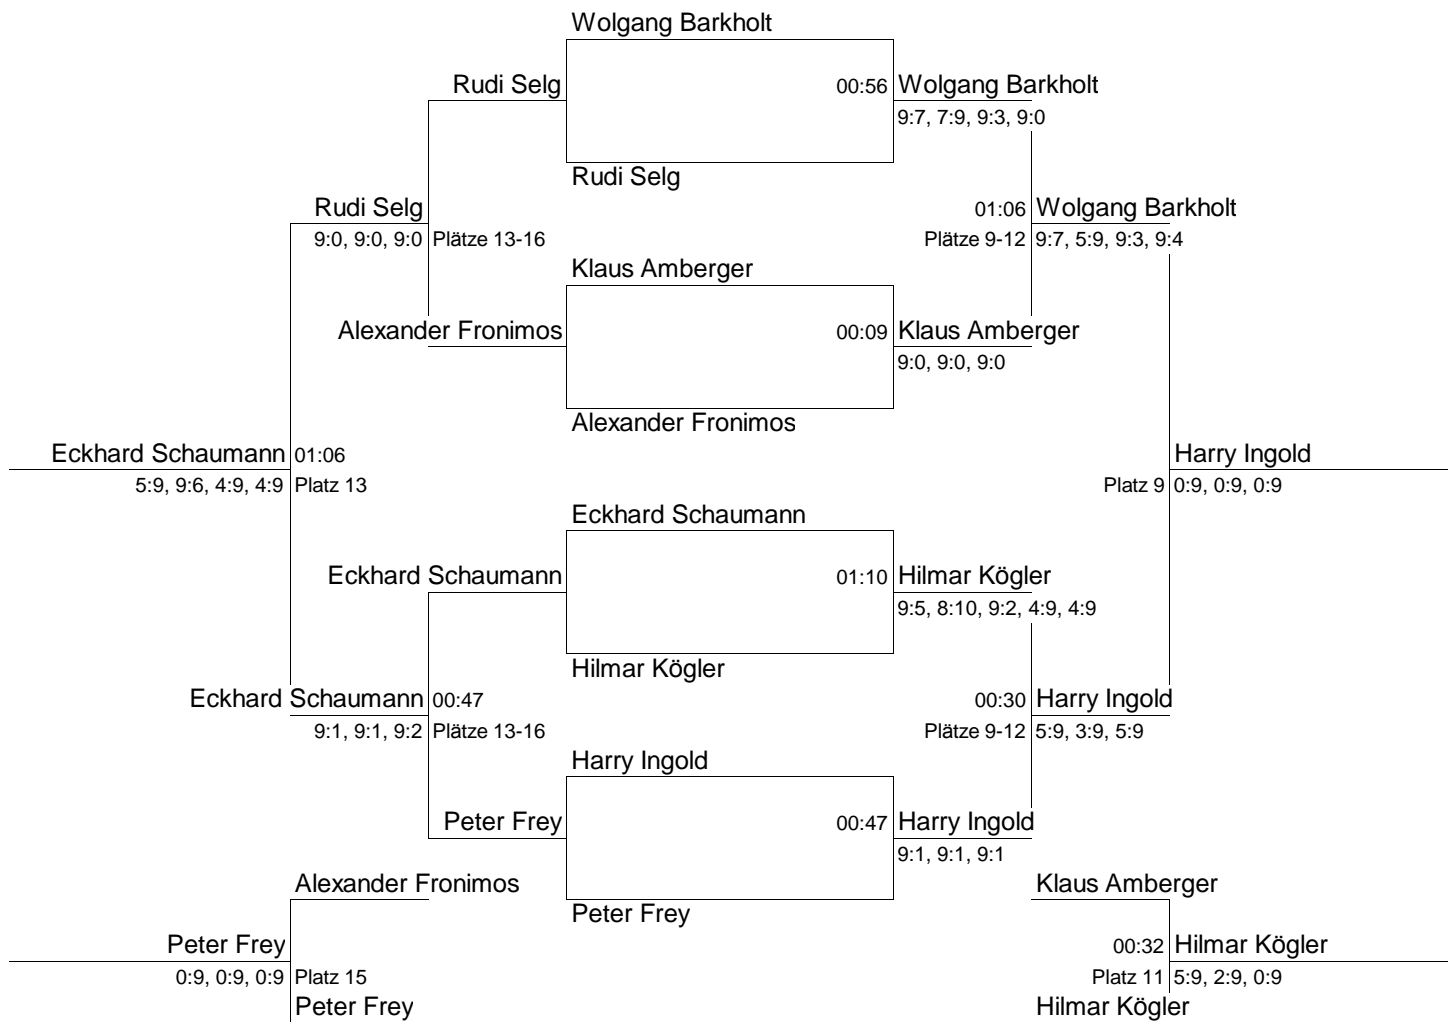 Wolgang Barkholt
Rudi Selg 00:56 Wolgang Barkholt
9:7, 7:9, 9:3, 9:0
Rudi Selg
Rudi Selg 01:06 Wolgang Barkholt
9:0, 9:0, 9:0 Plätze 13-16 Plätze 9-12 9:7, 5:9, 9:3, 9:4
Klaus Amberger
Alexander Fronimos 00:09 Klaus Amberger
9:0, 9:0, 9:0
Alexander Fronimos
Eckhard Schaumann 01:06 Harry Ingold
5:9, 9:6, 4:9, 4:9 Platz 13 Platz 9 0:9, 0:9, 0:9
Eckhard Schaumann
Eckhard Schaumann 01:10 Hilmar Kögler
9:5, 8:10, 9:2, 4:9, 4:9
Hilmar Kögler
Eckhard Schaumann 00:47 00:30 Harry Ingold
9:1, 9:1, 9:2 Plätze 13-16 Plätze 9-12 5:9, 3:9, 5:9
Harry Ingold
Peter Frey 00:47 Harry Ingold
9:1, 9:1, 9:1
Alexander Fronimos Klaus Amberger
Peter Frey
Peter Frey 00:32 Hilmar Kögler
0:9, 0:9, 0:9 Platz 15 Platz 11 5:9, 2:9, 0:9
Peter Frey Hilmar Kögler